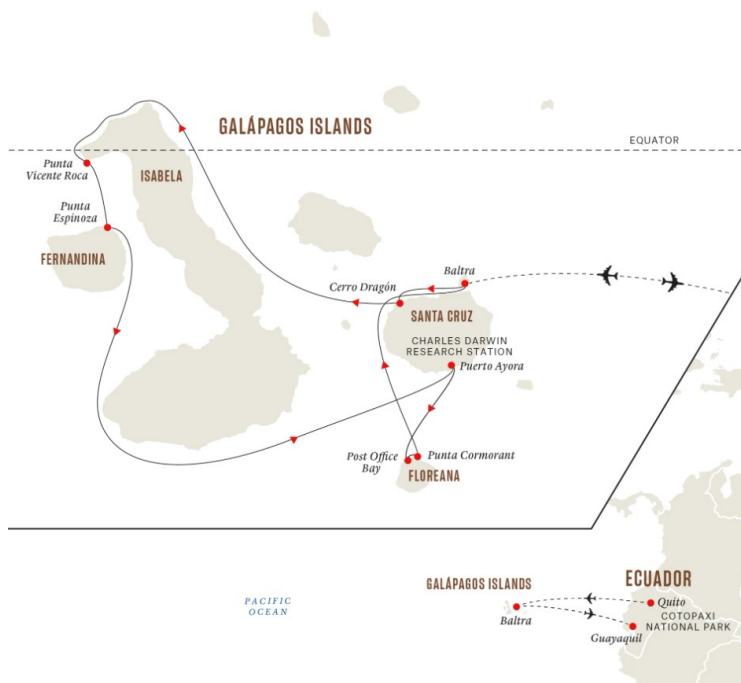 GALÁPAGOS ISLANDS
EQUATOR
Punta
Vicente Roca
ISABELA
Punta
Espinoza
FERNANDINA
Baltra
Cerro Dragón
SANTA CRUZ
CHARLES DARWIN
RESEARCH STATION
Puerto Ayora
Post Office
Bay
Punta Cormorant
FLOREANA
GALÁPAGOS ISLANDS
ECUADOR
PACIFIC
OCEAN
Baltra
Quito
COTOPAXI
NATIONAL PARK
Guayaquil